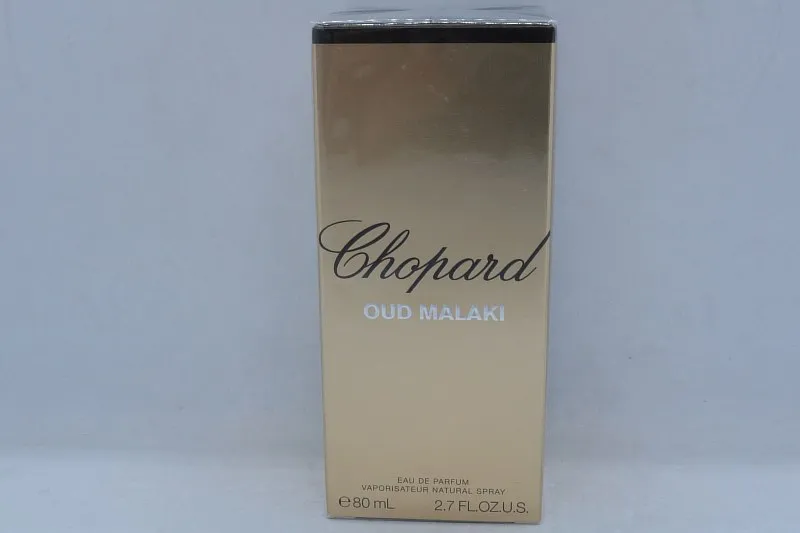 Chopard
OUD MALAKI
EAU DE PARFUM
VAPORISATEUR NATURAL SPRAY
℮80 mL 2.7 FL.OZ.U.S.